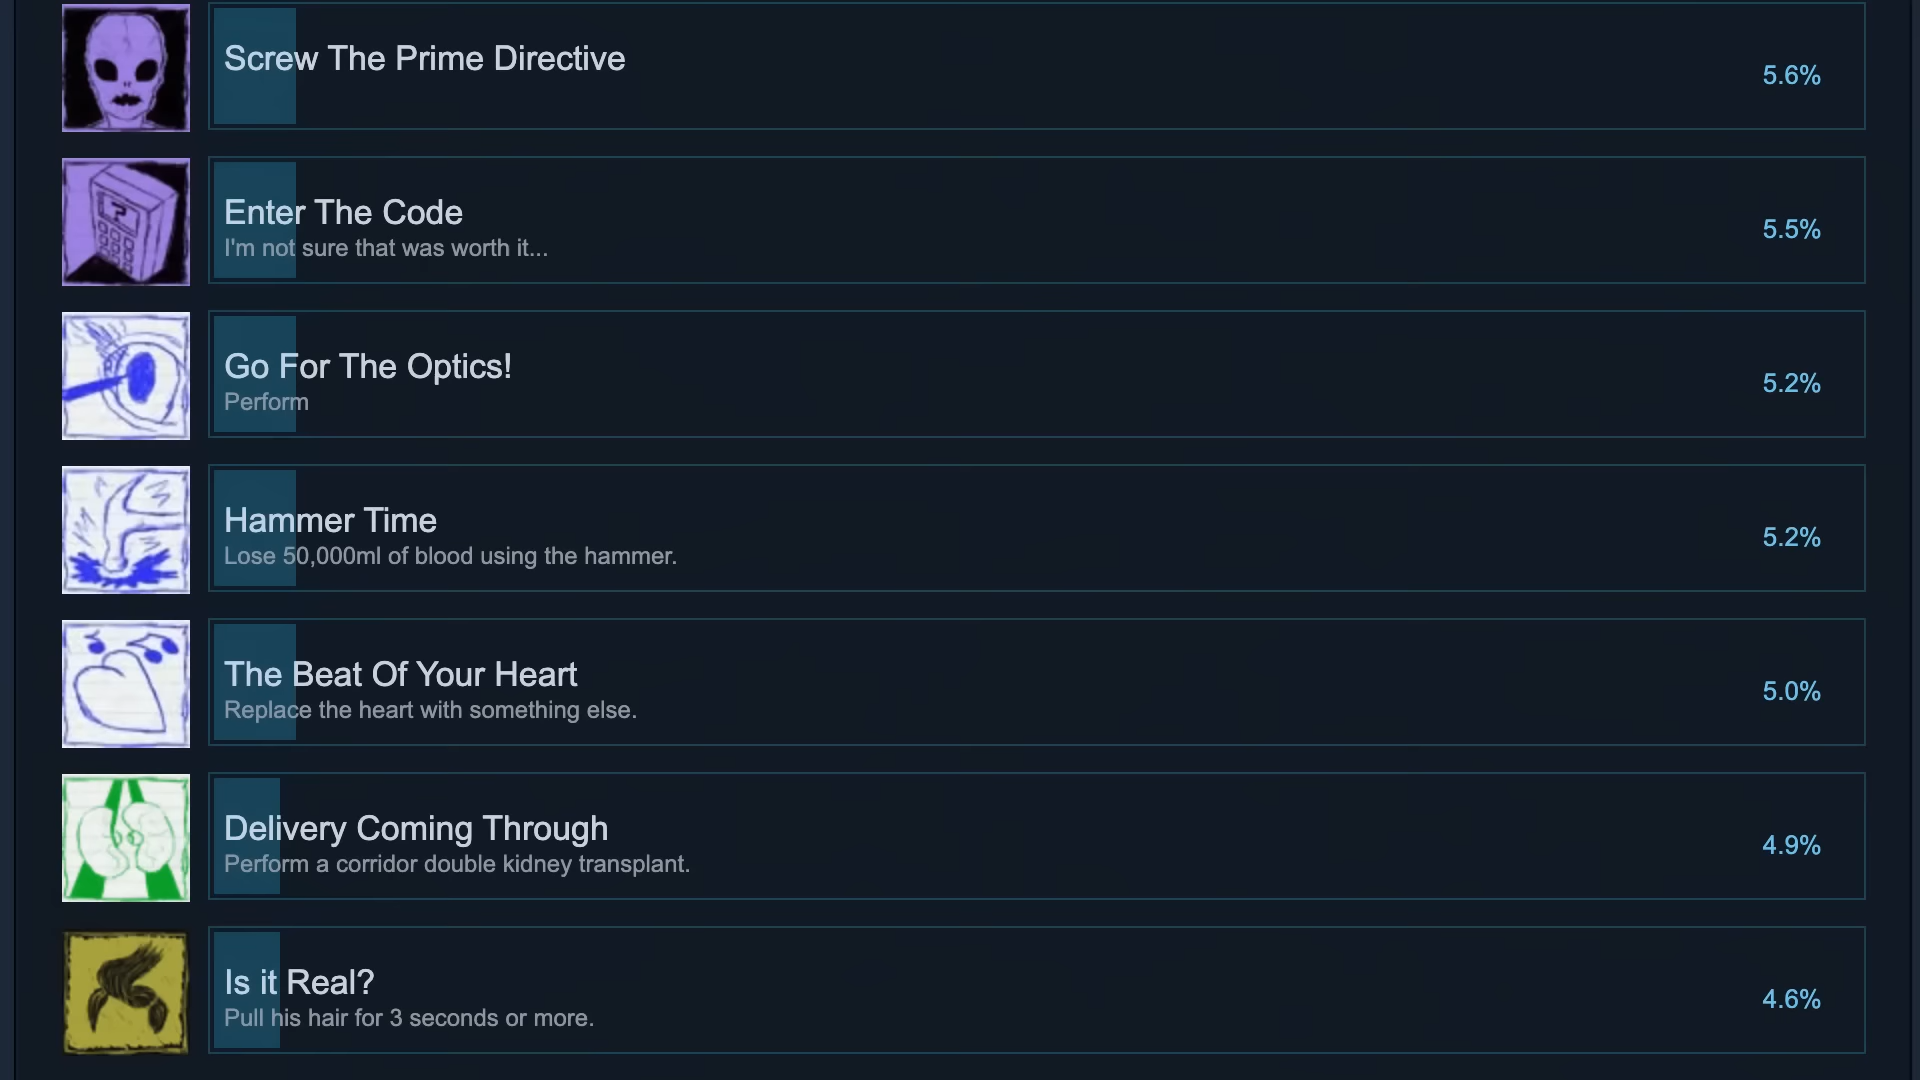 Screw The Prime Directive
5.6%
Enter The Code
I'm not sure that was worth it...
5.5%
?
Go For The Optics!
Perform
5.2%
Hammer Time
Lose 50,000ml of blood using the hammer.
5.2%
The Beat Of Your Heart
Replace the heart with something else.
5.0%
Delivery Coming Through
Perform a corridor double kidney transplant.
4.9%
Is it Real?
Pull his hair for 3 seconds or more.
4.6%